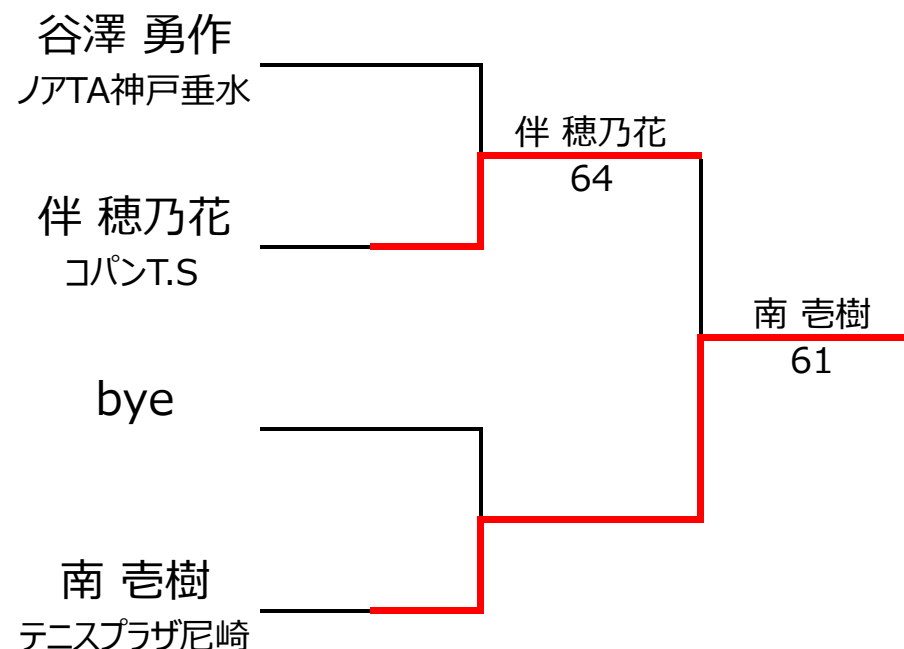 谷澤 勇作
ノアTA神戸垂水
伴 穂乃花
64
伴 穂乃花
コパンT.S
南 壱樹
61
bye
南 壱樹
テニスプラザ尼崎